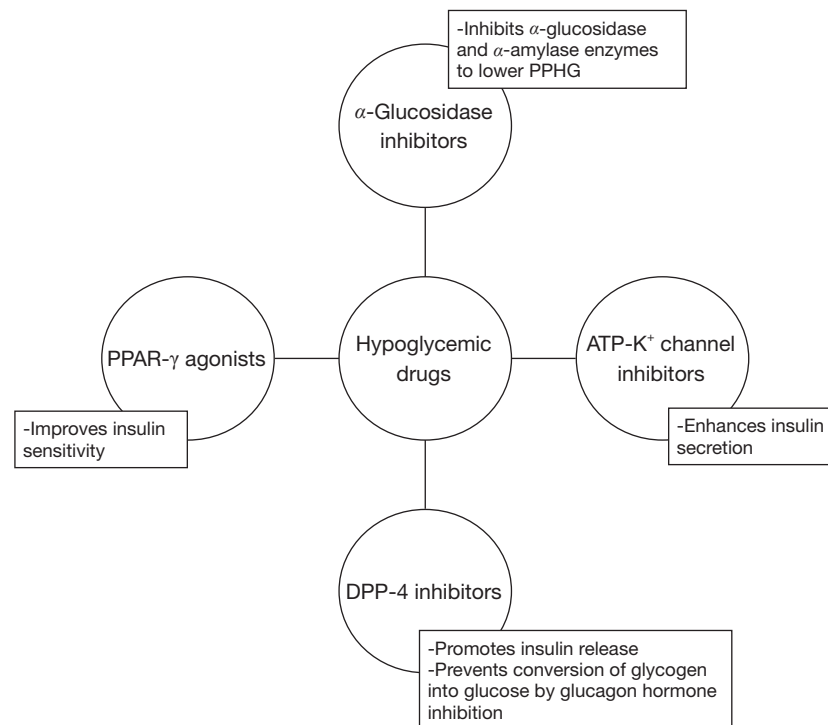 -Inhibits α-glucosidase
and α-amylase enzymes
to lower PPHG
α-Glucosidase
inhibitors
PPAR-γ agonists
-Improves insulin
sensitivity
Hypoglycemic
drugs
ATP-K⁺ channel
inhibitors
-Enhances insulin
secretion
DPP-4 inhibitors
-Promotes insulin release
-Prevents conversion of glycogen
into glucose by glucagon hormone
inhibition